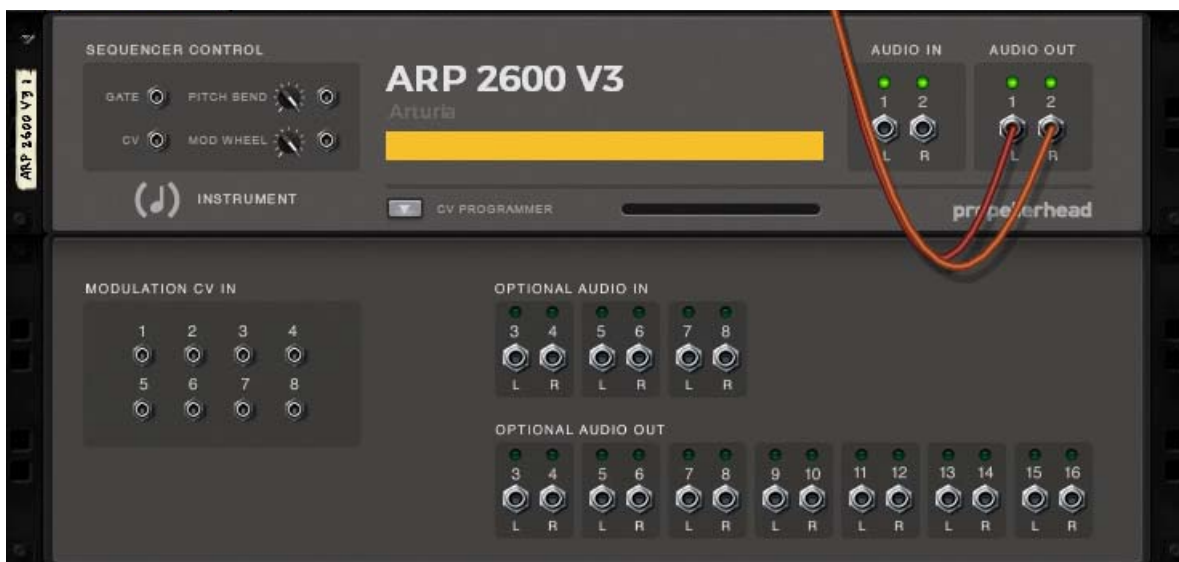 ARP 2600 V3 1
SEQUENCER CONTROL
GATE PITCH BEND
CV MOD WHEEL
INSTRUMENT
ARP 2600 V3
Arturia
CV PROGRAMMER
AUDIO IN
1 2
L R
AUDIO OUT
1 2
L R
propellerhead
MODULATION CV IN
1 2 3 4
5 6 7 8
OPTIONAL AUDIO IN
3 4 5 6 7 8
L R L R L R
OPTIONAL AUDIO OUT
3 4 5 6 7 8 9 10 11 12 13 14 15 16
L R L R L R L R L R L R L R